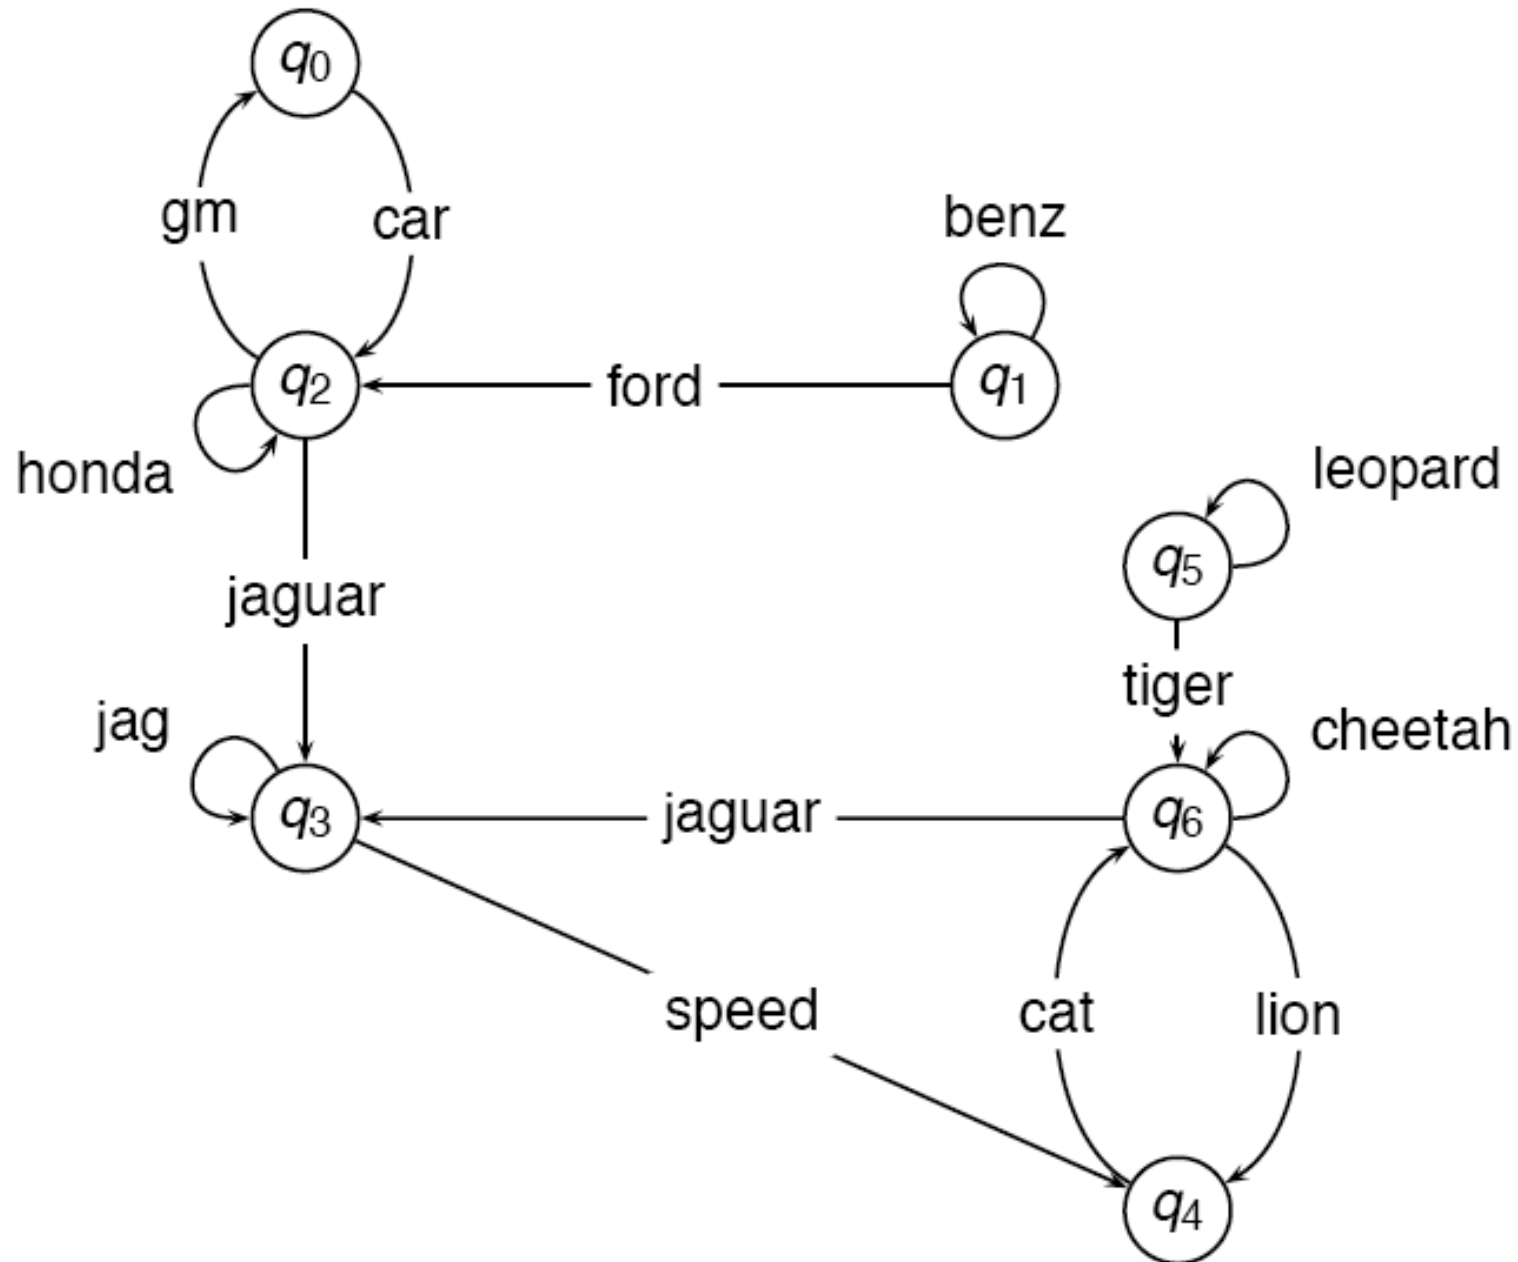 q0
gm
car
benz
q2
ford
q1
honda
leopard
q5
jaguar
tiger
jag
cheetah
q3
jaguar
q6
speed
cat
lion
q4